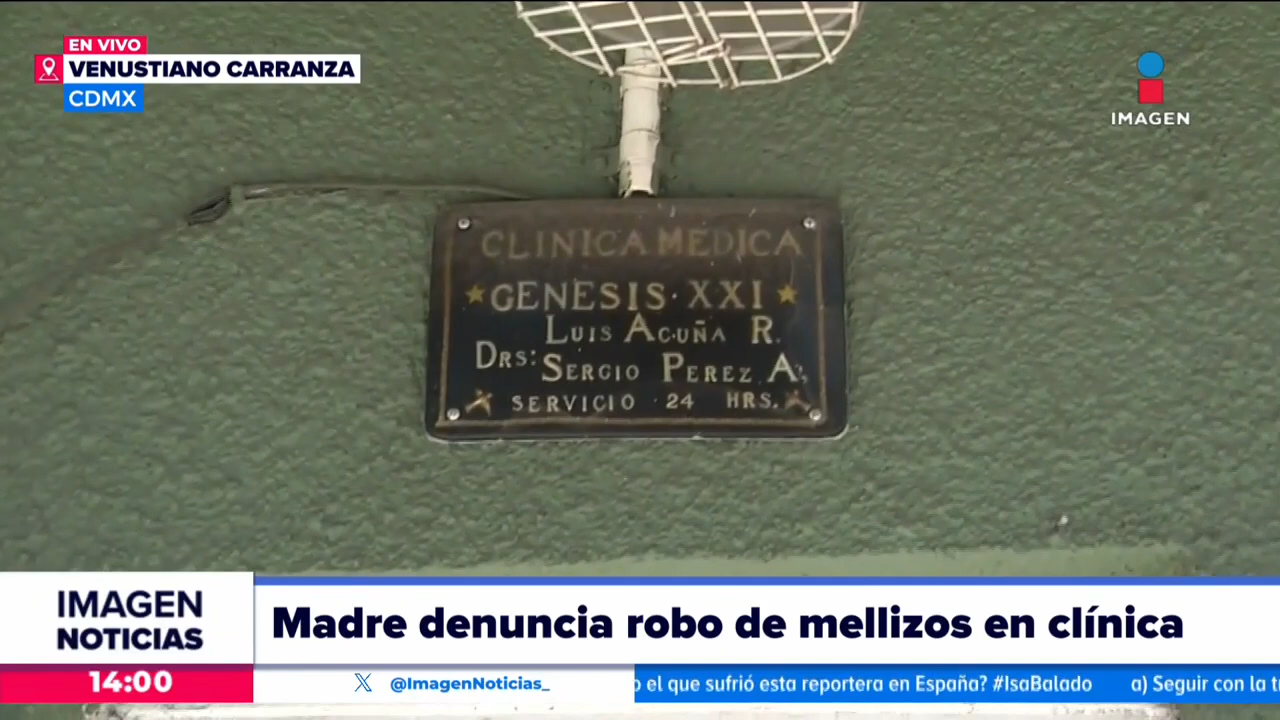 EN VIVO
VENUSTIANO CARRANZA
CDMX
IMAGEN
CLINICA MEDICA
GENESIS·XXI
LUIS ACUÑA R.
DRS:
SERGIO PEREZ A.
SERVICIO 24 HRS.
IMAGEN
NOTICIAS
Madre denuncia robo de mellizos en clínica
14:00
@ImagenNoticias_
o el que sufrió esta reportera en España? #IsaBalado a) Seguir con la